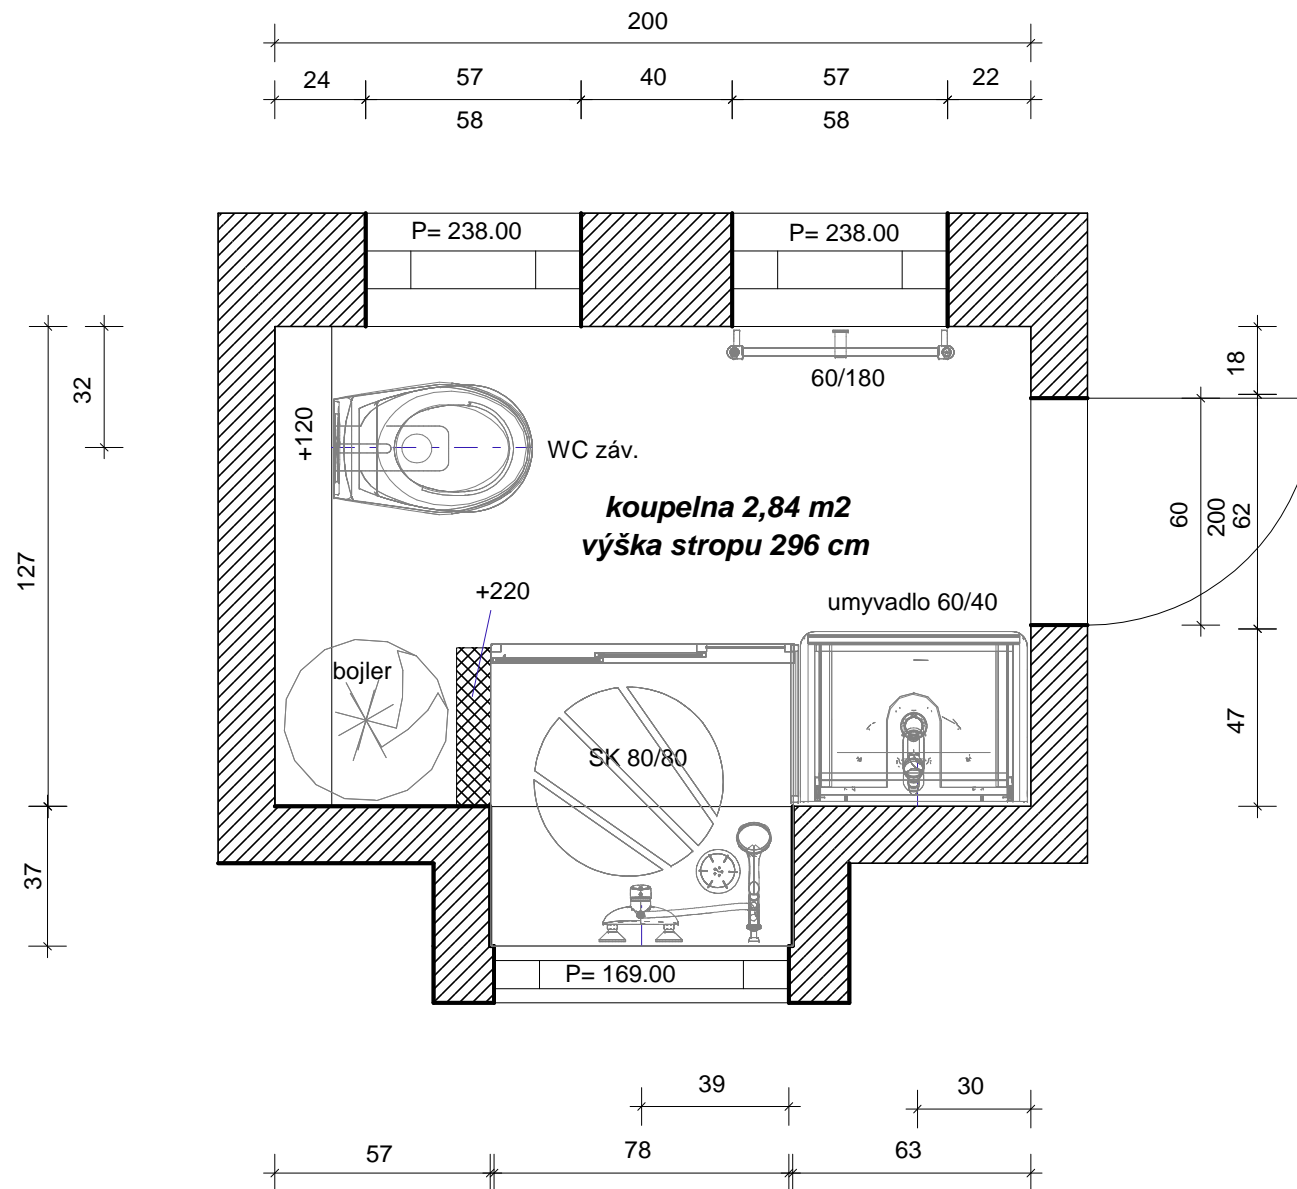 200
24 57 40 57 22
58 58
P= 238.00 P= 238.00
60/180
18
32
+120
WC záv.
koupelna 2,84 m2
výška stropu 296 cm
60
200
62
127
+220
umyvadlo 60/40
bojler
SK 80/80
47
37
P= 169.00
39
30
57 78 63